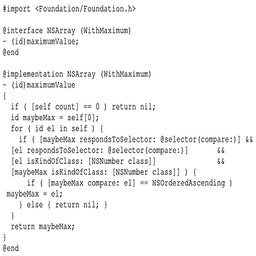 #import <Foundation/Foundation.h>
@interface NSArray (WithMaximum)
- (id)maximumValue;
@end
@implementation NSArray (WithMaximum)
- (id)maximumValue
{
  if ( [self count] == 0 ) return nil;
  id maybeMax = self[0];
  for ( id el in self ) {
    if ( [maybeMax respondsToSelector: @selector(compare:)] &&
  [el respondsToSelector: @selector(compare:)]       &&
  [el isKindOfClass: [NSNumber class]]               &&
  [maybeMax isKindOfClass: [NSNumber class]] ) {
      if ( [maybeMax compare: el] == NSOrderedAscending )
 maybeMax = el;
    } else { return nil; }
  }
  return maybeMax;
}
@end